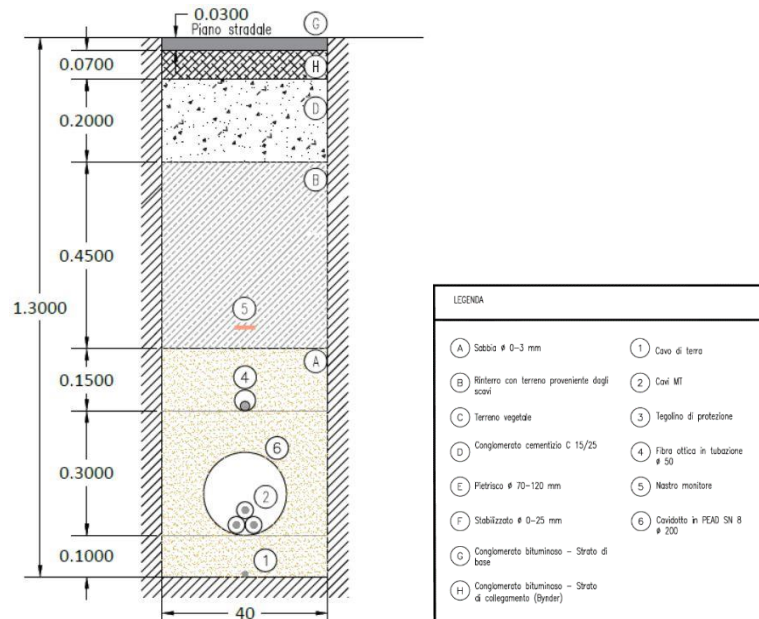 0.0300
Piano stradale
G
0.0700
H
0.2000
D
B
0.4500
1.3000
5
A
0.1500
4
6
0.3000
2
0.1000
1
40
LEGENDA
A Sabbia ø 0-3 mm
B Rinterro con terreno proveniente dagli
scavi
C Terreno vegetale
D Conglomerato cementizio C 15/25
E Pietrisco ø 70-120 mm
F Stabilizzato ø 0-25 mm
G Conglomerato bituminoso - Strato di
base
H Conglomerato bituminoso - Strato
di collegamento (Bynder)
1 Cavo di terra
2 Cavi MT
3 Tegolino di protezione
4 Fibra ottica in tubazione
ø 50
5 Nastro monitore
6 Cavidotto in PEAD SN 8
ø 200